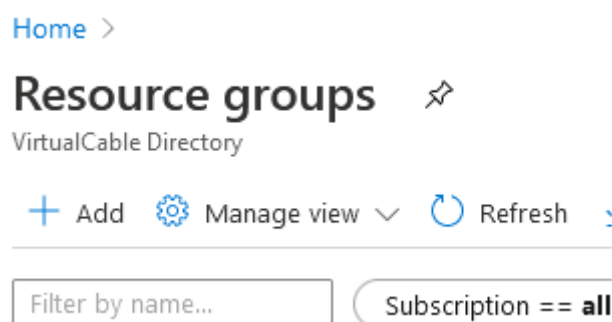 Home >
Resource groups
VirtualCable Directory
+ Add Manage view Refresh
Filter by name... Subscription == all